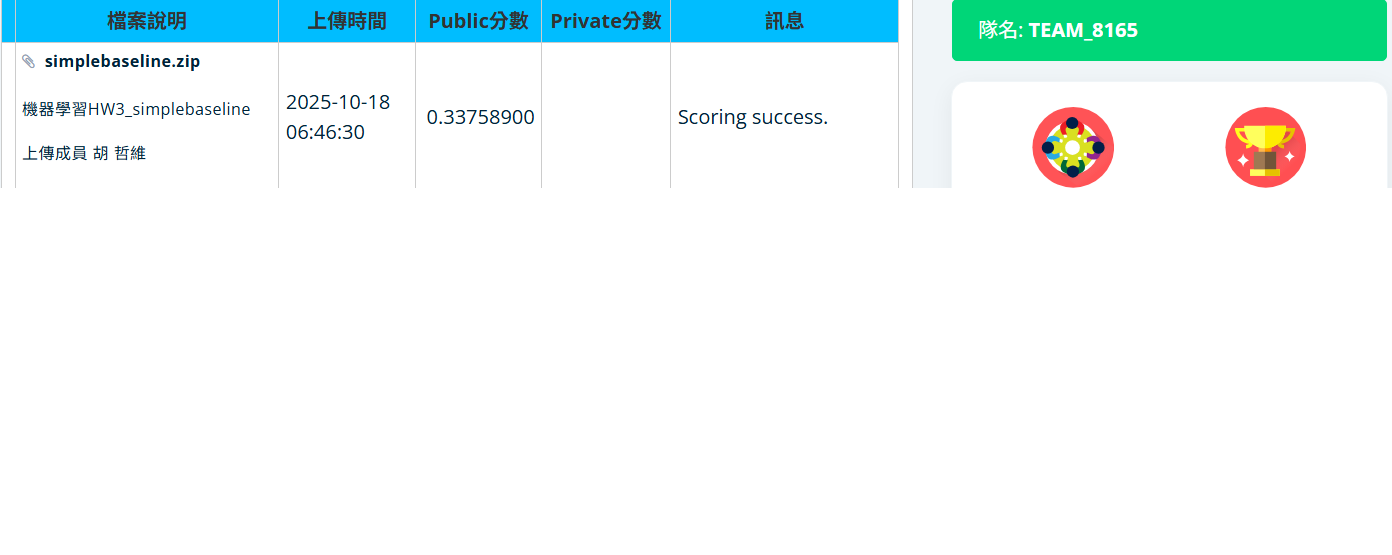 檔案說明 上傳時間 Public分數 Private分數 訊息
simplebaseline.zip
機器學習HW3_simplebaseline
上傳成員 胡 哲維
2025-10-18
06:46:30
0.33758900
Scoring success.
隊名: TEAM_8165